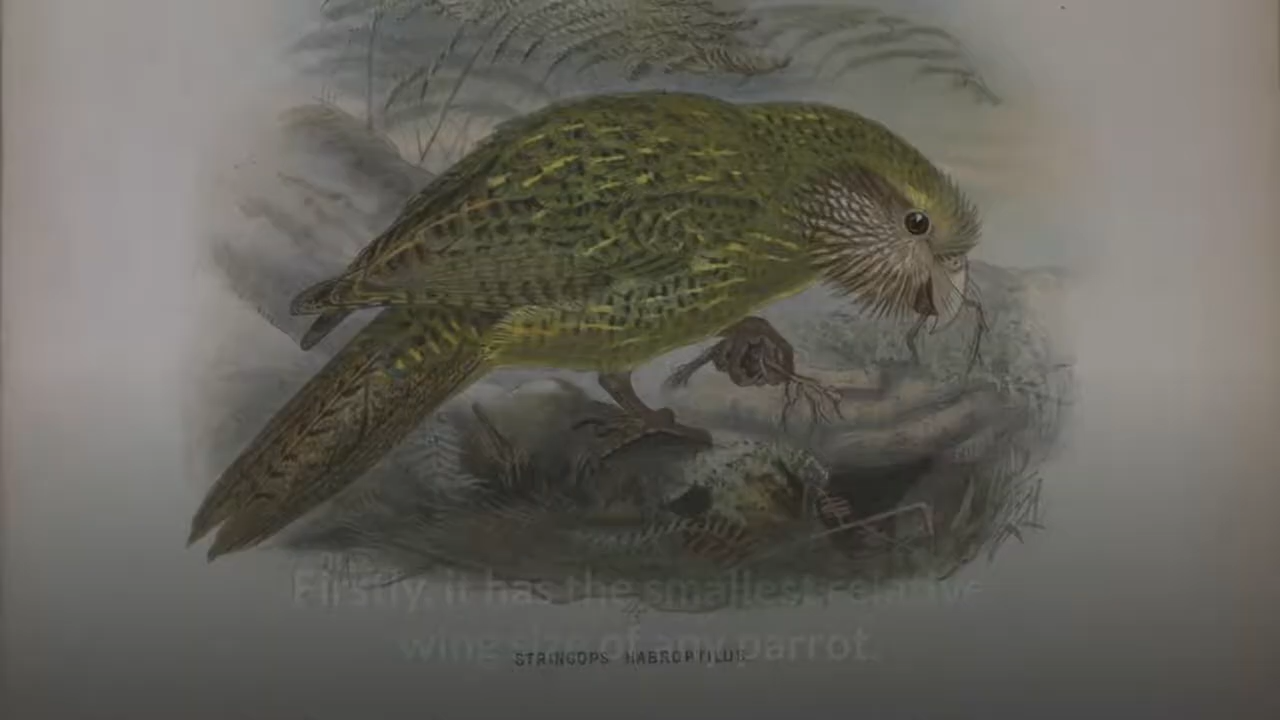 Firstly, it has the smallest relative
wing size of any parrot.
STRINGOPS HABROPTILUS.